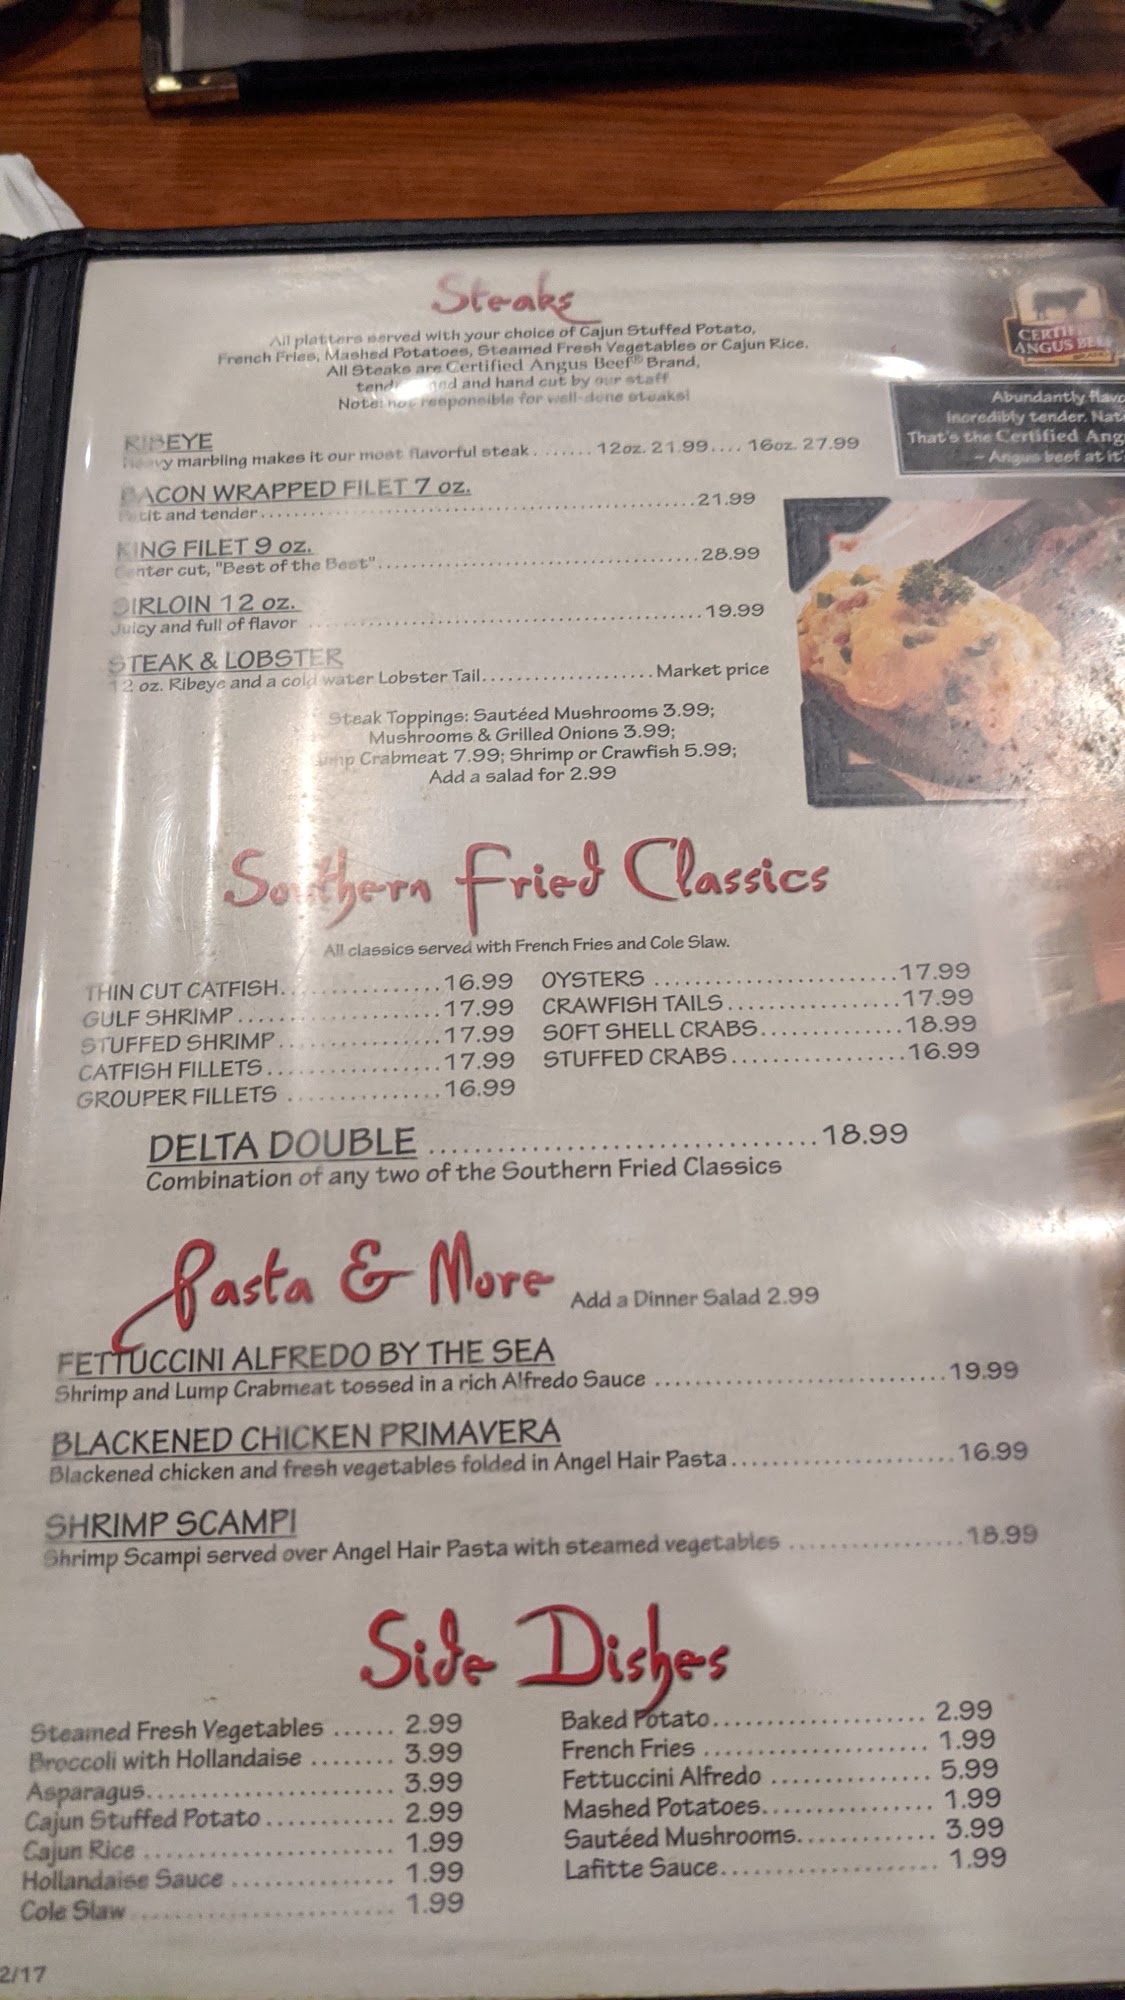 Steaks
All platters served with your choice of Cajun Stuffed Potato,
French Fries, Mashed Potatoes, Steamed Fresh Vegetables or Cajun Rice.
All Steaks are Certified Angus Beef® Brand,
and hand cut by our staff
Note: not responsible for well-done steaks!
CERTIFIED
ANGUS BEEF
BRAND
Abundantly
Incredibly tender.
That's the Certified
~ Angus beef at
RIBEYE
Heavy marbling makes it our most flavorful steak ....... 12oz. 21.99.... 16oz. 27.99
BACON WRAPPED FILET 7 oz.
Petit and tender.......................................................21.99
KING FILET 9 oz.
Center cut, "Best of the Best".......................................28.99
SIRLOIN 12 oz.
Juicy and full of flavor .................................................19.99
STEAK & LOBSTER
12 oz. Ribeye and a cold water Lobster Tail....................Market price
Steak Toppings: Sautéed Mushrooms 3.99;
Mushrooms & Grilled Onions 3.99;
Crabmeat 7.99; Shrimp or Crawfish 5.99;
Add a salad for 2.99
Southern Fried Classics
All classics served with French Fries and Cole Slaw.
THIN CUT CATFISH.................16.99
GULF SHRIMP.....................17.99
STUFFED SHRIMP.................17.99
CATFISH FILLETS..................17.99
GROUPER FILLETS ...............16.99
OYSTERS ........................17.99
CRAWFISH TAILS.................17.99
SOFT SHELL CRABS..............18.99
STUFFED CRABS.................16.99
DELTA DOUBLE ..................................18.99
Combination of any two of the Southern Fried Classics
Pasta & More Add a Dinner Salad 2.99
FETTUCCINI ALFREDO BY THE SEA
Shrimp and Lump Crabmeat tossed in a rich Alfredo Sauce .............................19.99
BLACKENED CHICKEN PRIMAVERA
Blackened chicken and fresh vegetables folded in Angel Hair Pasta.......................16.99
SHRIMP SCAMPI
Shrimp Scampi served over Angel Hair Pasta with steamed vegetables .................18.99
Side Dishes
Steamed Fresh Vegetables ...... 2.99
Broccoli with Hollandaise ........ 3.99
Asparagus......................... 3.99
Cajun Stuffed Potato ............ 2.99
Cajun Rice ........................ 1.99
Hollandaise Sauce ................ 1.99
Cole Slaw .......................... 1.99
Baked Potato..................... 2.99
French Fries ...................... 1.99
Fettuccini Alfredo ............... 5.99
Mashed Potatoes................ 1.99
Sautéed Mushrooms............. 3.99
Lafitte Sauce..................... 1.99
2/17